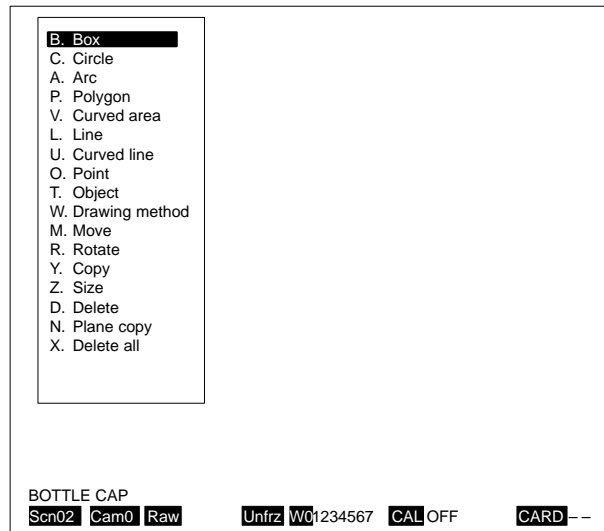 B. Box
C. Circle
A. Arc
P. Polygon
V. Curved area
L. Line
U. Curved line
O. Point
T. Object
W. Drawing method
M. Move
R. Rotate
Y. Copy
Z. Size
D. Delete
N. Plane copy
X. Delete all
BOTTLE CAP
Scn02 Cam0 Raw Unfrz W01234567 CAL OFF CARD – –